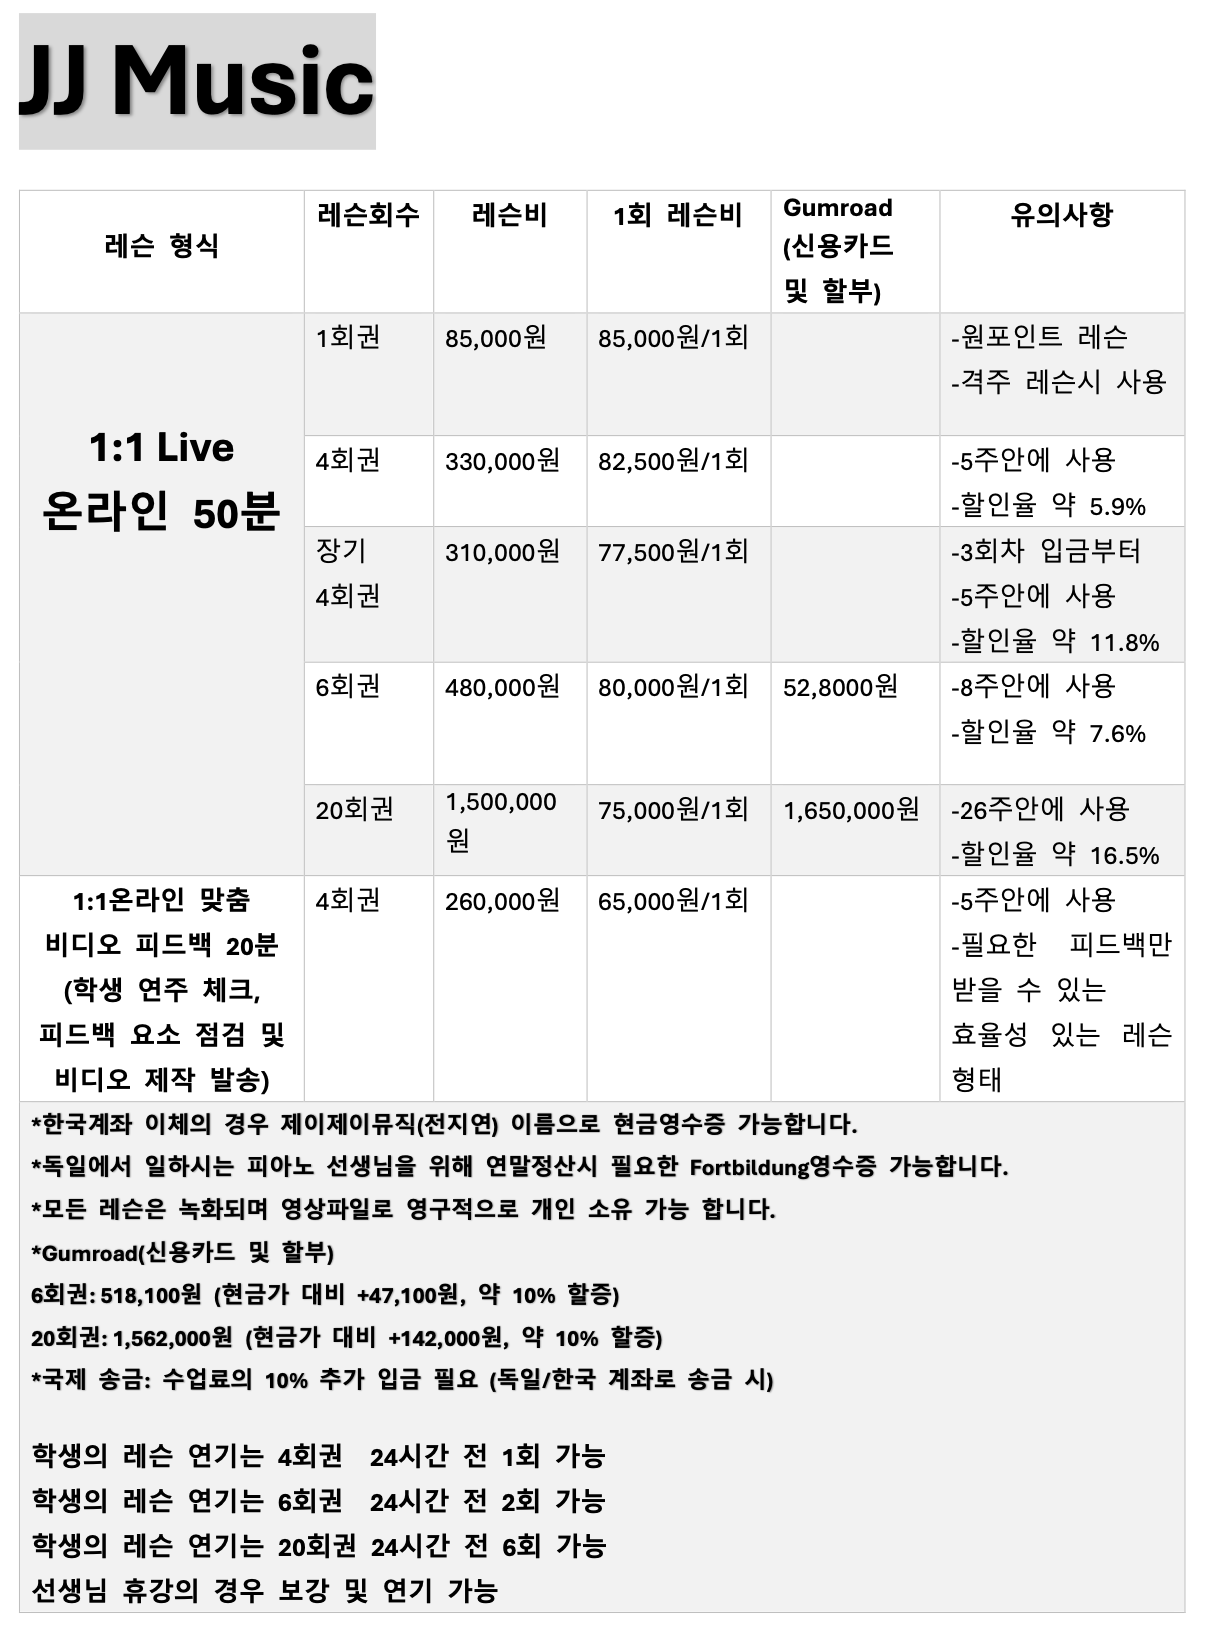 JJ Music
레슨 형식
레슨회수
레슨비
1회 레슨비
Gumroad
(신용카드
및 할부)
유의사항
1:1 Live
온라인 50분
1회권
85,000원
85,000원/1회
-원포인트 레슨
-격주 레슨시 사용
4회권
330,000원
82,500원/1회
-5주안에 사용
-할인율 약 5.9%
장기
4회권
310,000원
77,500원/1회
-3회차 입금부터
-5주안에 사용
-할인율 약 11.8%
6회권
480,000원
80,000원/1회
52,8000원
-8주안에 사용
-할인율 약 7.6%
20회권
1,500,000
원
75,000원/1회
1,650,000원
-26주안에 사용
-할인율 약 16.5%
1:1온라인 맞춤
비디오 피드백 20분
(학생 연주 체크,
피드백 요소 점검 및
비디오 제작 발송)
4회권
260,000원
65,000원/1회
-5주안에 사용
-필요한 피드백만
받을 수 있는
효율성 있는 레슨
형태
*한국계좌 이체의 경우 제이제이뮤직(전지연) 이름으로 현금영수증 가능합니다.
*독일에서 일하시는 피아노 선생님을 위해 연말정산시 필요한 Fortbildung영수증 가능합니다.
*모든 레슨은 녹화되며 영상파일로 영구적으로 개인 소유 가능 합니다.
*Gumroad(신용카드 및 할부)
6회권: 518,100원 (현금가 대비 +47,100원, 약 10% 할증)
20회권: 1,562,000원 (현금가 대비 +142,000원, 약 10% 할증)
*국제 송금: 수업료의 10% 추가 입금 필요 (독일/한국 계좌로 송금 시)
학생의 레슨 연기는 4회권 24시간 전 1회 가능
학생의 레슨 연기는 6회권 24시간 전 2회 가능
학생의 레슨 연기는 20회권 24시간 전 6회 가능
선생님 휴강의 경우 보강 및 연기 가능